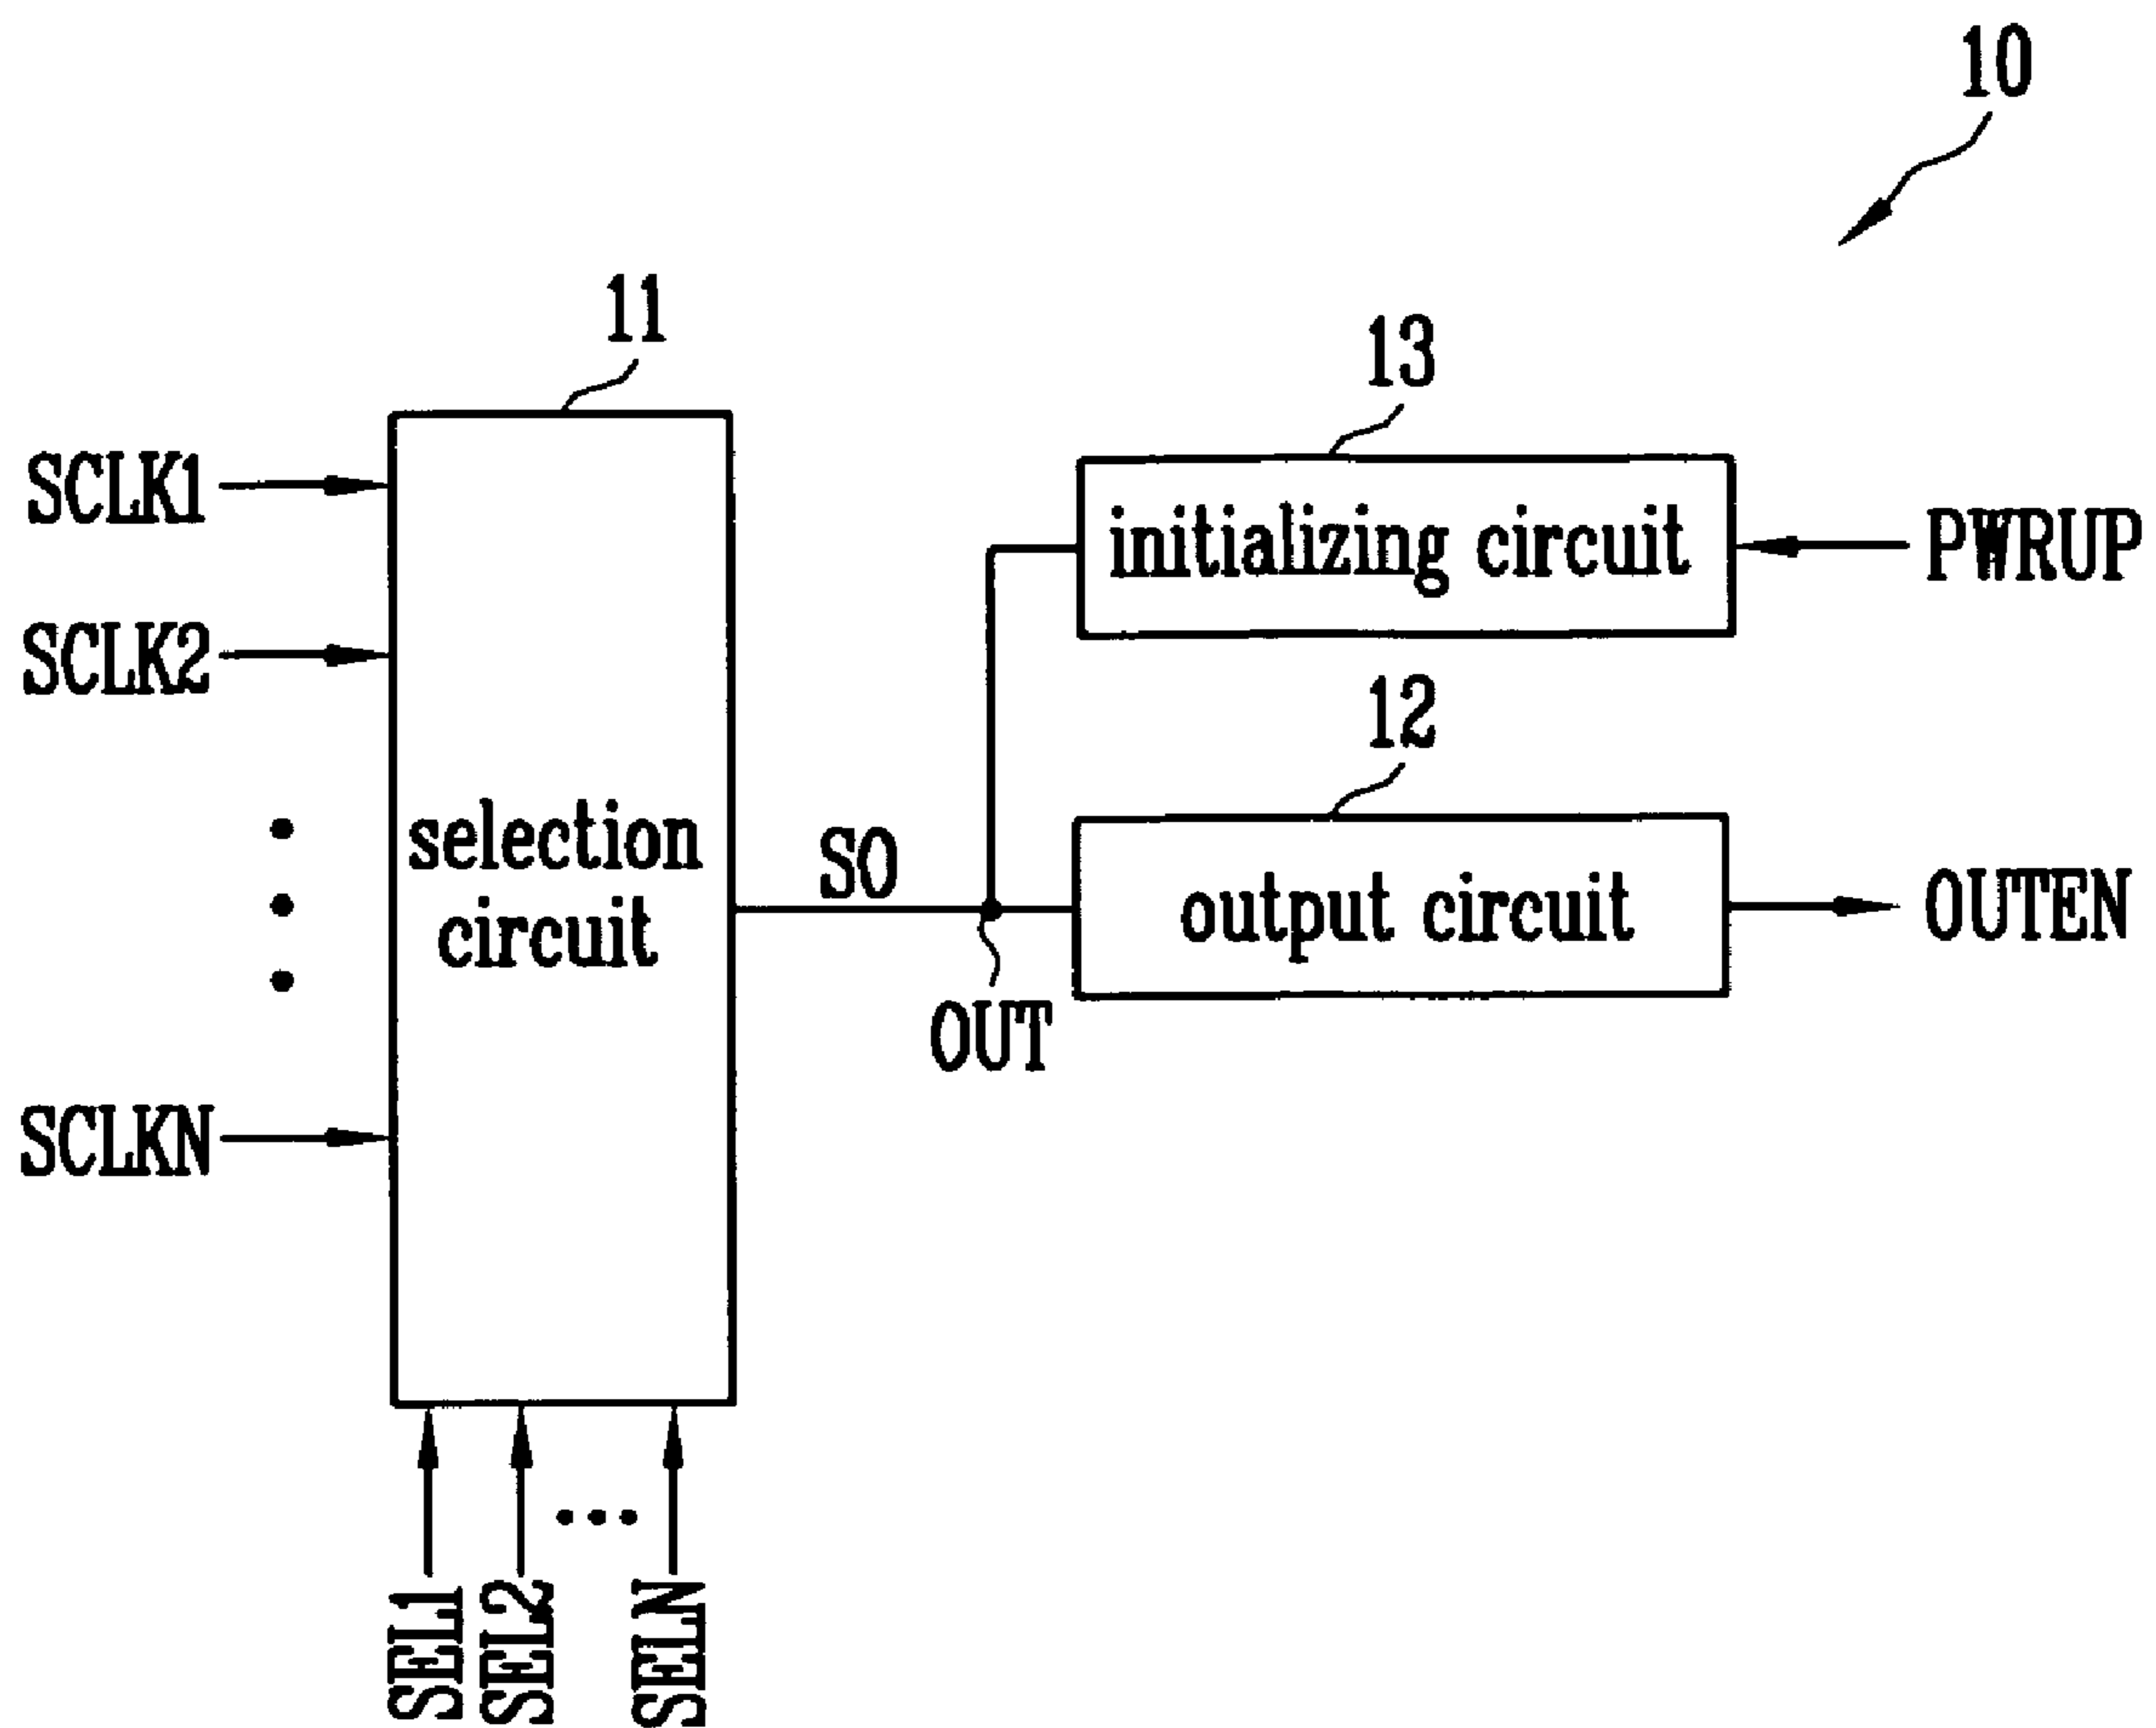 10
11
13
SCLK1
initializing circuit
PWRUP
SCLK2
12
selection
circuit
SO
output circuit
OUTEN
OUT
SCLKN
SEL1
SEL2
SELN